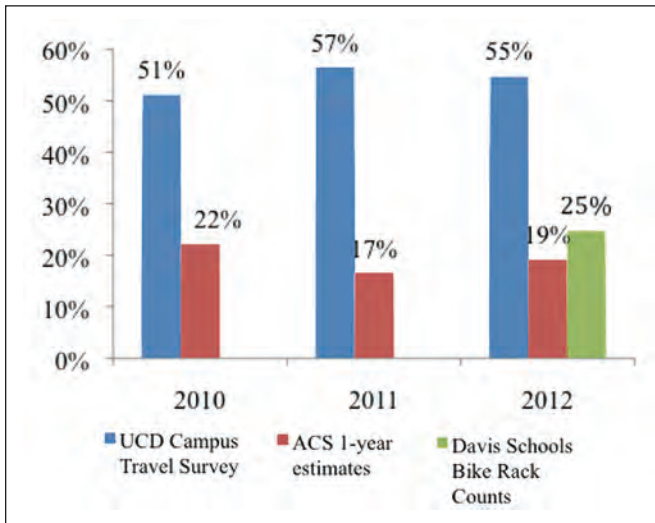 60%
50%
40%
30%
20%
10%
0%
51%
22%
57%
17%
55%
19%
25%
2010
2011
2012
UCD Campus
Travel Survey
ACS 1-year
estimates
Davis Schools
Bike Rack
Counts